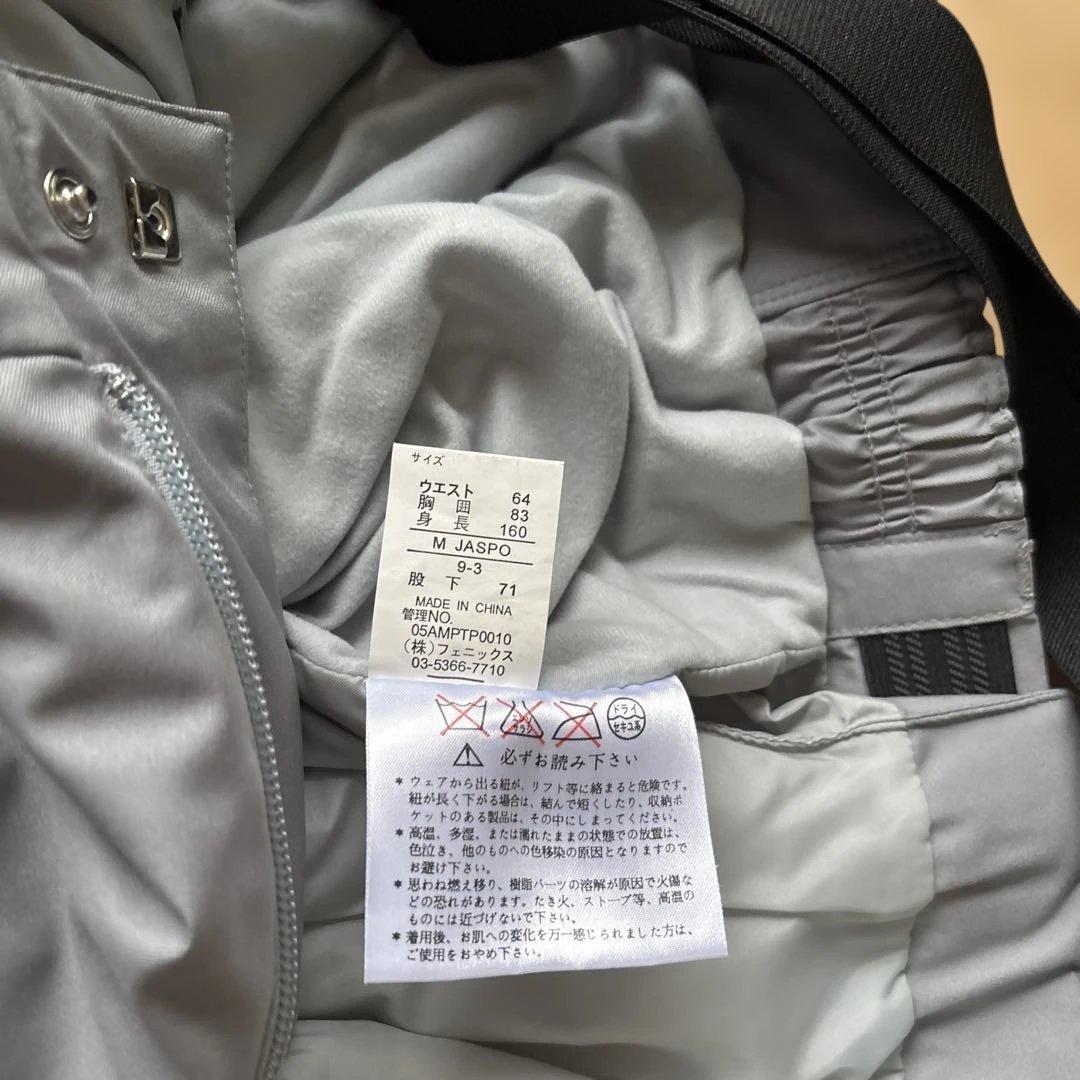 サイズ
ウエスト 64
胸囲 83
身長 160
M JASPO
9-3
股下 71
MADE IN CHINA
管理NO.
05AMPTP0010
(株)フェニックス
03-5366-7710
エンソ サラシ ドライ セキユ系
必ずお読み下さい
* ウェアから出る紐が、リフト等に絡まると危険です。
紐が長く下がる場合は、結んで短くしたり、収納ポ
ケットのある製品は、その中にしまってください。
* 高温、多湿、または濡れたままの状態での放置は、
色泣き、他のものへの色移染の原因となりますので
お避け下さい。
* 思わぬ燃え移り、樹脂パーツの溶解が原因で火傷な
どの恐れがあります。たき火、ストーブ等、高温の
ものには近づけないで下さい。
* 着用後、お肌への変化を万一感じられました方は、
ご使用をおやめ下さい。